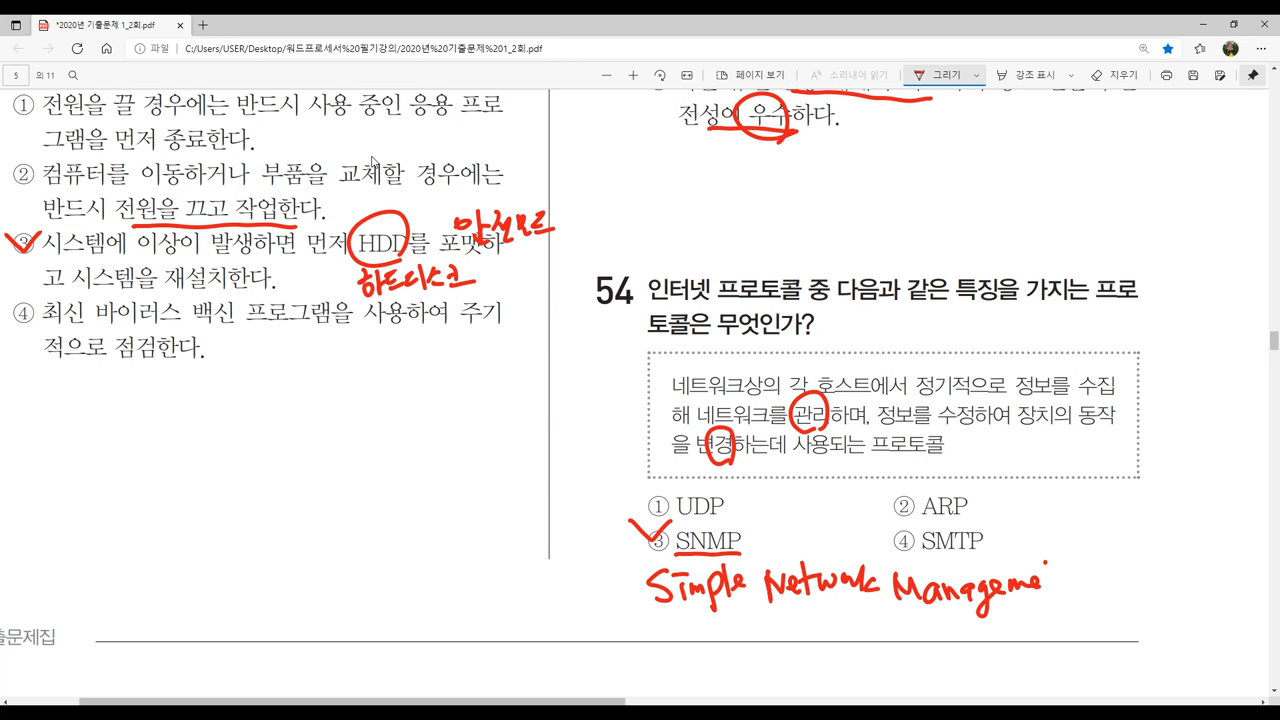 *2020년 기출문제 1_2회.pdf
파일 C:/Users/USER/Desktop/워드프로세서%20필기강의/2020년%20기출문제%201_2회.pdf
5 의 11 페이지 보기 소리내어 읽기 그리기 강조 표시 지우기
① 전원을 끌 경우에는 반드시 사용 중인 응용 프로
그램을 먼저 종료한다.
② 컴퓨터를 이동하거나 부품을 교체할 경우에는
반드시 전원을 끄고 작업한다.
안전모드
③ 시스템에 이상이 발생하면 먼저 HDD를 포맷하
고 시스템을 재설치한다.
하드디스크
④ 최신 바이러스 백신 프로그램을 사용하여 주기
적으로 점검한다.
출문제집
전성이 우수하다.
54 인터넷 프로토콜 중 다음과 같은 특징을 가지는 프로
토콜은 무엇인가?
네트워크상의 각 호스트에서 정기적으로 정보를 수집
해 네트워크를 관리하며, 정보를 수정하여 장치의 동작
을 변경하는데 사용되는 프로토콜
① UDP ② ARP
③ SNMP ④ SMTP
Simple Network Manageme